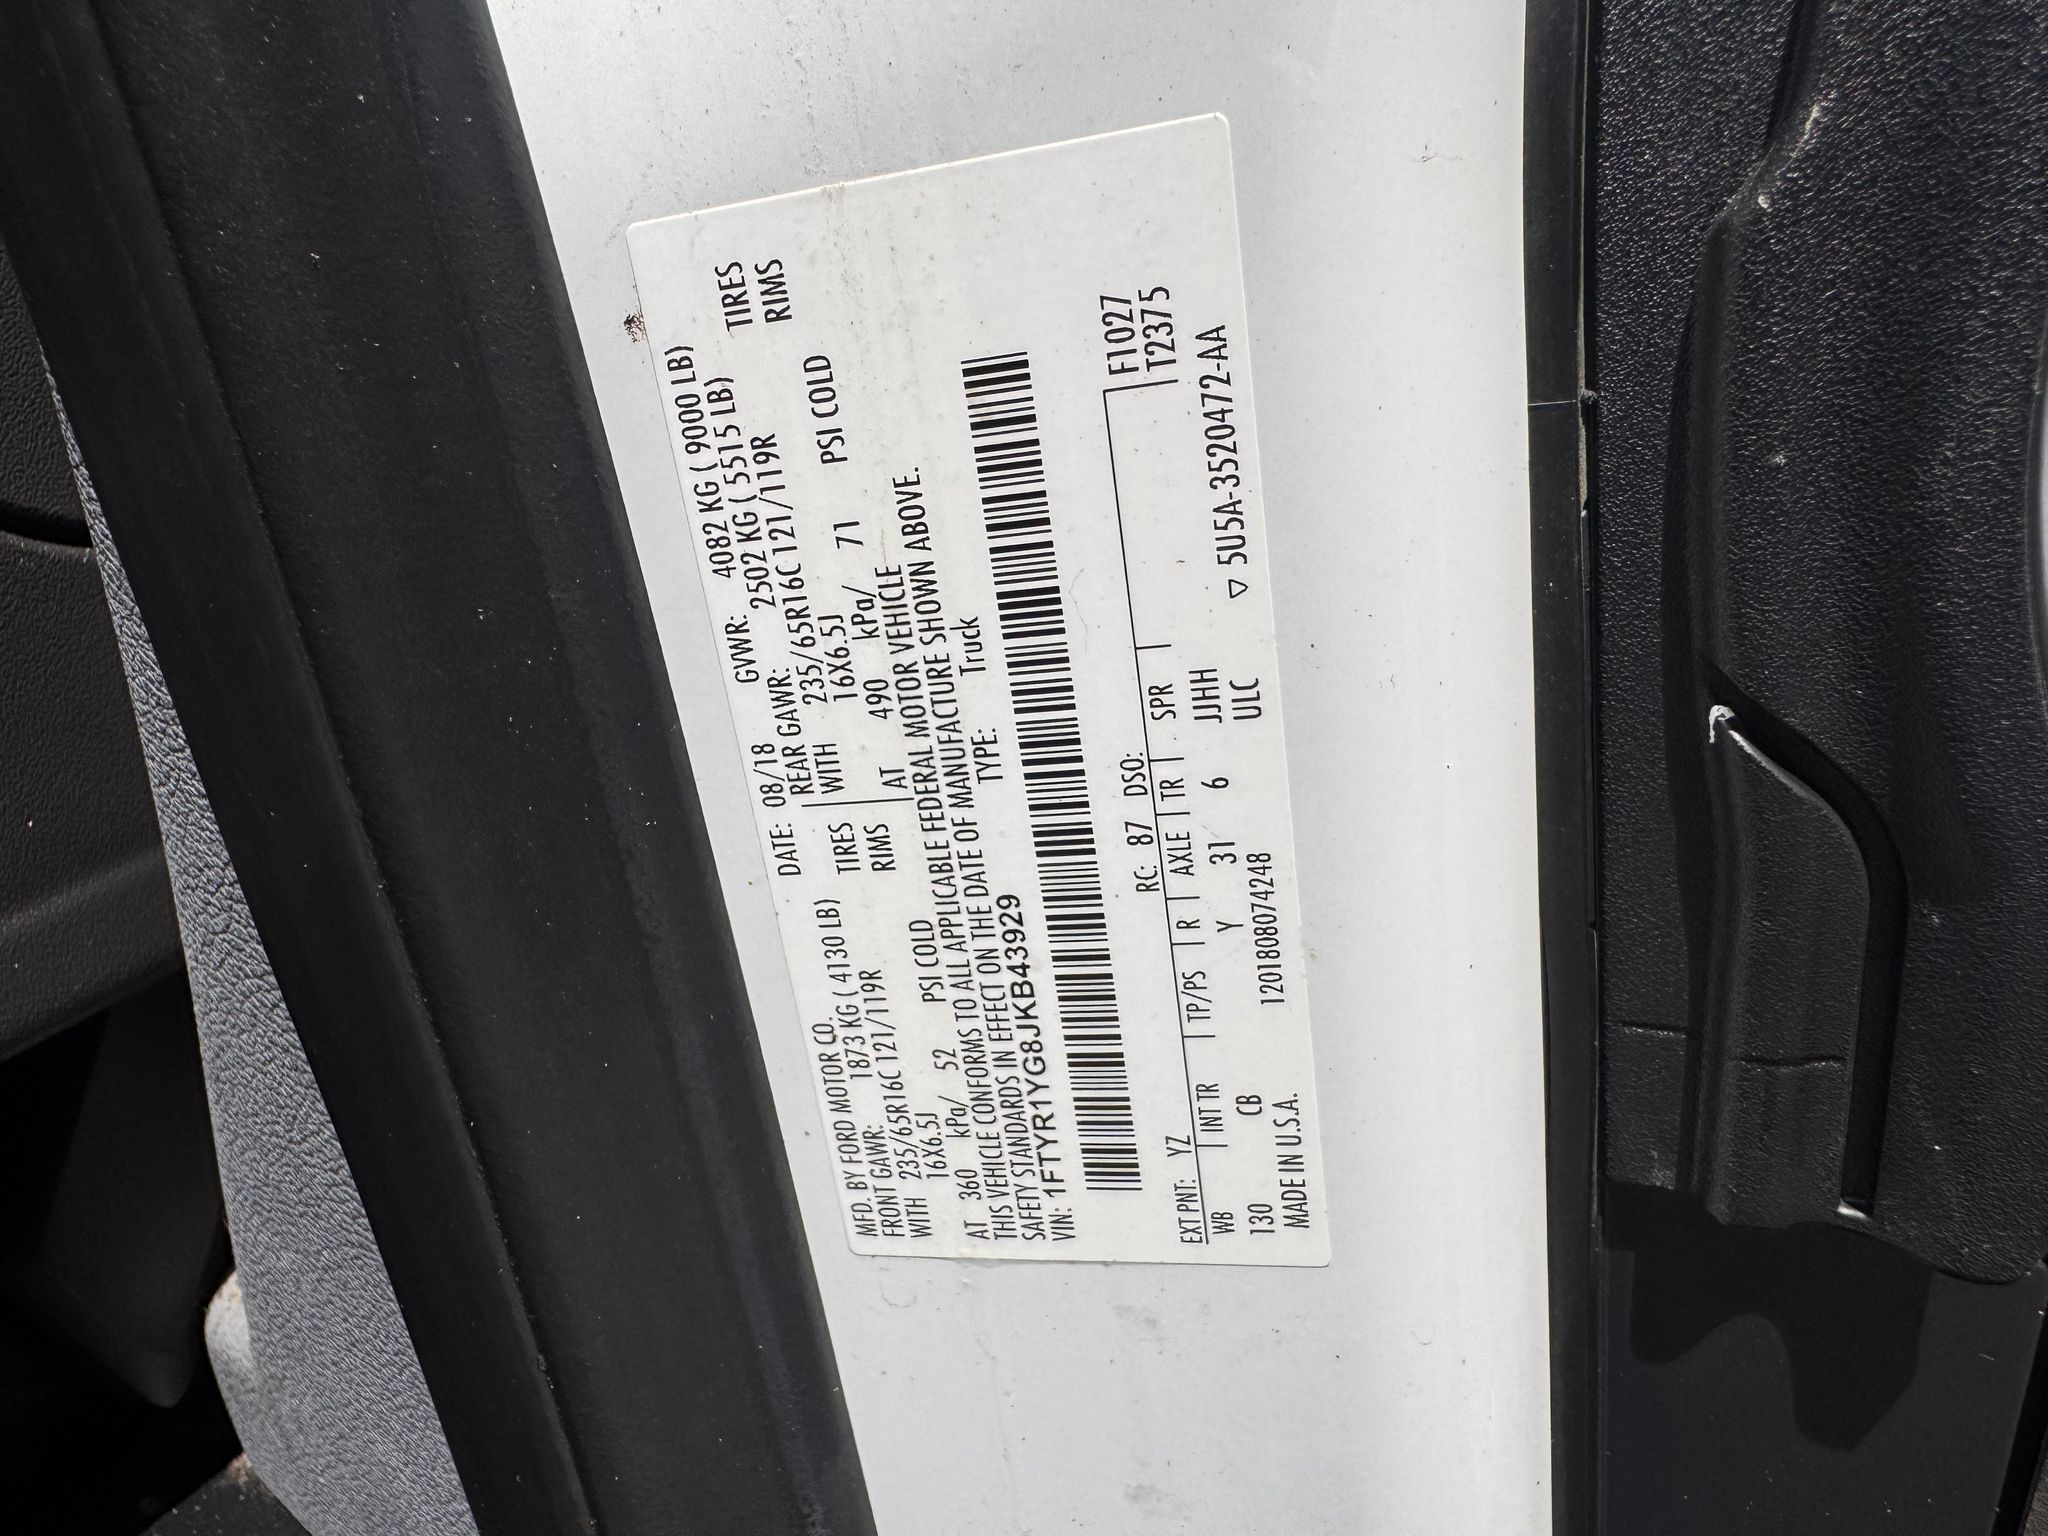 MFD. BY FORD MOTOR CO. DATE: 08/18 GVWR: 4082 KG ( 9000 LB)
FRONT GAWR: 1873 KG ( 4130 LB) REAR GAWR: 2502 KG ( 5515 LB)
WITH 235/65R16C 121/119R TIRES WITH 235/65R16C 121/119R TIRES
16X6.5J RIMS 16X6.5J RIMS
AT 360 kPa/ 52 PSI COLD AT 490 kPa/ 71 PSI COLD
THIS VEHICLE CONFORMS TO ALL APPLICABLE FEDERAL MOTOR VEHICLE
SAFETY STANDARDS IN EFFECT ON THE DATE OF MANUFACTURE SHOWN ABOVE.
VIN: 1FTYR1YG8JKB43929 TYPE: Truck
EXT PNT: YZ RC: 87 DSO: F1027
WB INT TR TP/PS R AXLE TR SPR T2375
130 CB Y 31 6 JJHH
ULC
MADE IN U.S.A. 1201808074248 ▽ 5U5A-3520472-AA